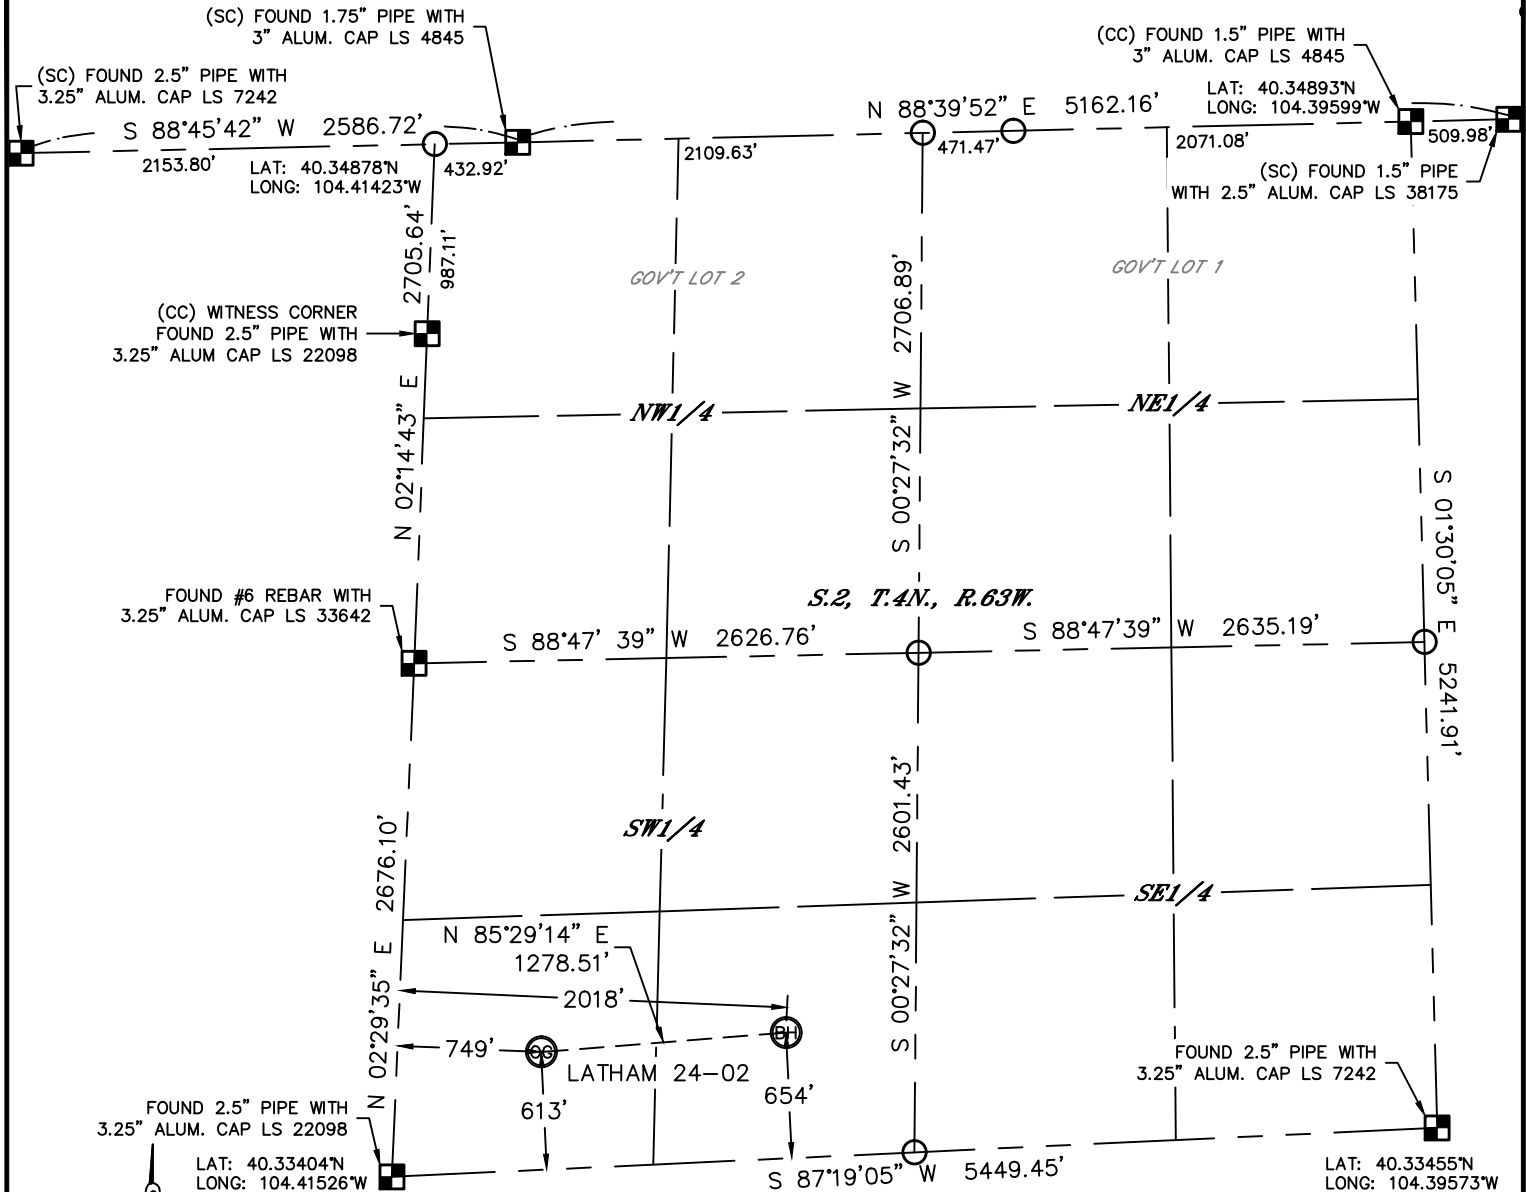 (SC) FOUND 1.75" PIPE WITH
3" ALUM. CAP LS 4845
(CC) FOUND 1.5" PIPE WITH
3" ALUM. CAP LS 4845
(SC) FOUND 2.5" PIPE WITH
3.25" ALUM. CAP LS 7242
LAT: 40.34893°N
LONG: 104.39599°W
N 88°39'52" E 5162.16'
S 88°45'42" W 2586.72'
2153.80'
LAT: 40.34878°N
LONG: 104.41423°W
432.92'
2109.63'
471.47'
2071.08'
509.98'
(SC) FOUND 1.5" PIPE
WITH 2.5" ALUM. CAP LS 38175
2705.64'
987.11'
GOV'T LOT 2
GOV'T LOT 1
(CC) WITNESS CORNER
FOUND 2.5" PIPE WITH
3.25" ALUM CAP LS 22098
N 02°14'43" E
S 00°27'32" W 2706.89'
NW1/4
NE1/4
S 01°30'05" E 5241.91'
FOUND #6 REBAR WITH
3.25" ALUM. CAP LS 33642
S.2, T.4N., R.63W.
S 88°47' 39" W 2626.76'
S 88°47'39" W 2635.19'
N 02°29'35" E 2676.10'
S 00°27'32" W 2601.43'
SW1/4
SE1/4
N 85°29'14" E
1278.51'
2018'
749'
OG
BH
LATHAM 24-02
613'
654'
FOUND 2.5" PIPE WITH
3.25" ALUM. CAP LS 7242
FOUND 2.5" PIPE WITH
3.25" ALUM. CAP LS 22098
LAT: 40.33404°N
LONG: 104.41526°W
S 87°19'05" W 5449.45'
LAT: 40.33455°N
LONG: 104.39573°W